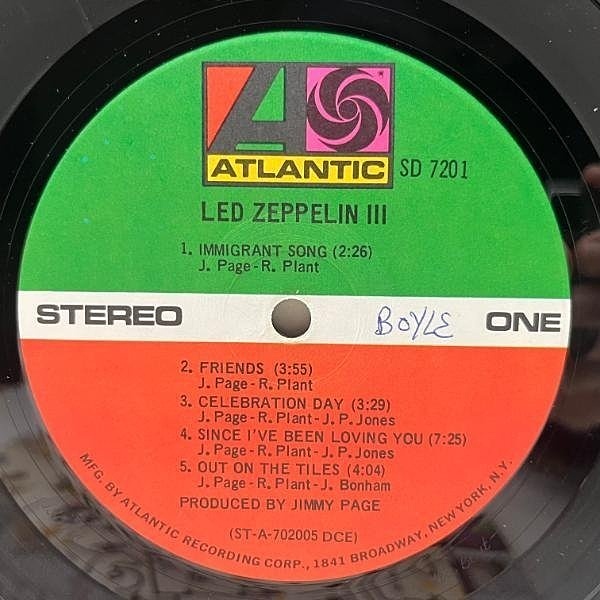 ATLANTIC
SD 7201
LED ZEPPELIN III
1. IMMIGRANT SONG (2:26)
J. Page-R. Plant
STEREO
BOYLE
ONE
2. FRIENDS (3:55)
J. Page-R. Plant
3. CELEBRATION DAY (3:29)
J. Page-R. Plant-J.P.Jones
4. SINCE I'VE BEEN LOVING YOU (7:25)
J. Page-R. Plant-J.P.Jones
5. OUT ON THE TILES (4:04)
J. Page-R. Plant-J. Bonham
PRODUCED BY JIMMY PAGE
(ST-A-702005 DCE)
MFG. BY ATLANTIC RECORDING CORP., 1841 BROADWAY, NEW YORK, N.Y.